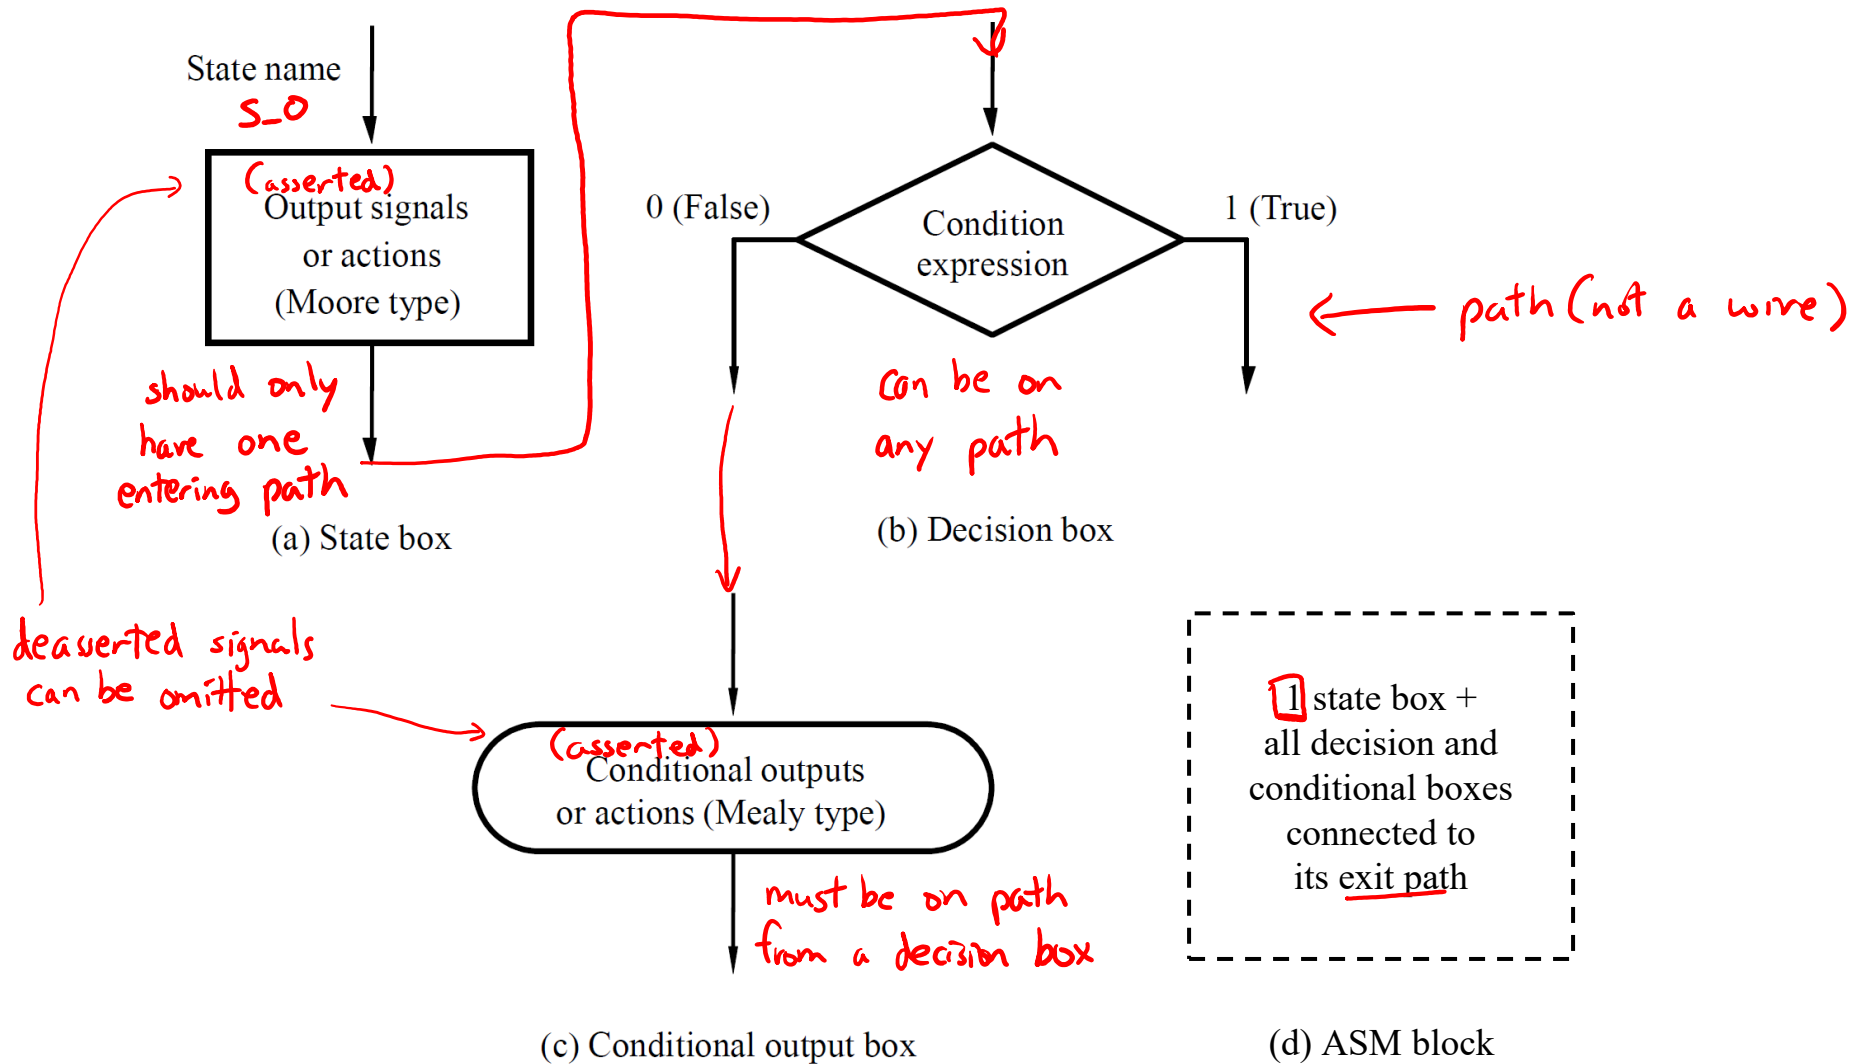 State name
S_0
(asserted)
Output signals
or actions
(Moore type)
should only
have one
entering path
(a) State box
0 (False)
Condition
expression
1 (True)
path (not a wire)
can be on
any path
(b) Decision box
deasserted signals
can be omitted
(asserted)
Conditional outputs
or actions (Mealy type)
must be on path
from a decision box
(c) Conditional output box
1 state box +
all decision and
conditional boxes
connected to
its exit path
(d) ASM block